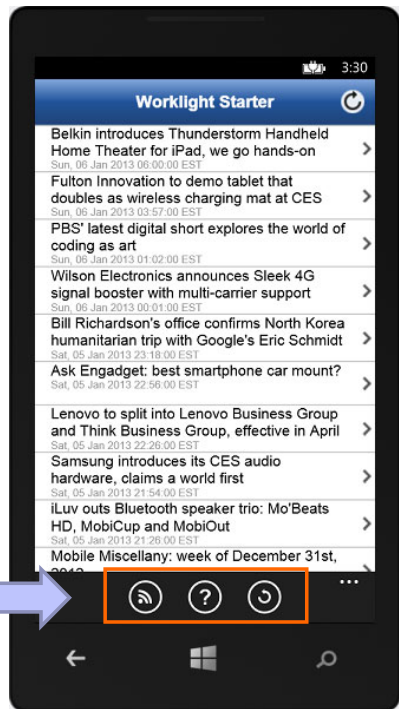 3:30
Worklight Starter
Belkin introduces Thunderstorm Handheld
Home Theater for iPad, we go hands-on
Sun, 06 Jan 2013 06:00:00 EST
Fulton Innovation to demo tablet that
doubles as wireless charging mat at CES
Sun, 06 Jan 2013 03:57:00 EST
PBS' latest digital short explores the world of
coding as art
Sun, 06 Jan 2013 01:02:00 EST
Wilson Electronics announces Sleek 4G
signal booster with multi-carrier support
Sun, 06 Jan 2013 00:01:00 EST
Bill Richardson's office confirms North Korea
humanitarian trip with Google's Eric Schmidt
Sat, 05 Jan 2013 23:18:00 EST
Ask Engadget: best smartphone car mount?
Sat, 05 Jan 2013 22:56:00 EST
Lenovo to split into Lenovo Business Group
and Think Business Group, effective in April
Sat, 05 Jan 2013 22:26:00 EST
Samsung introduces its CES audio
hardware, claims a world first
Sat, 05 Jan 2013 21:54:00 EST
iLuv outs Bluetooth speaker trio: Mo'Beats
HD, MobiCup and MobiOut
Sat, 05 Jan 2013 21:26:00 EST
Mobile Miscellany: week of December 31st,
?
...